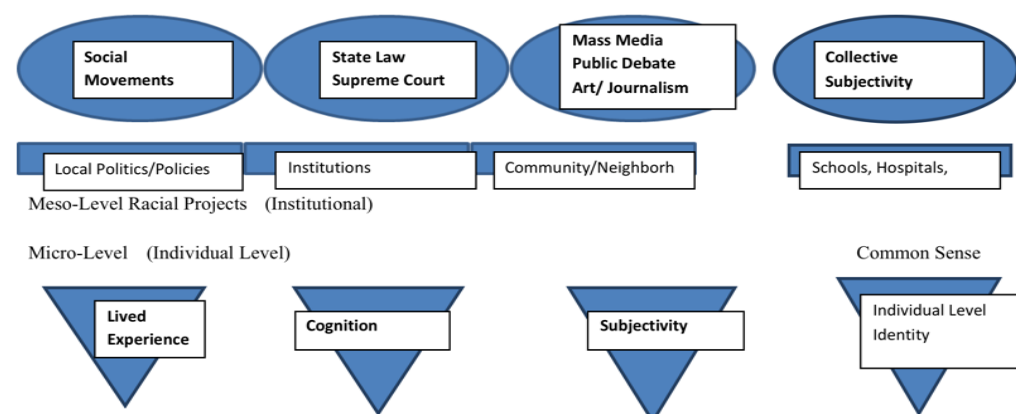 Social
Movements
State Law
Supreme Court
Mass Media
Public Debate
Art/ Journalism
Collective
Subjectivity
Local Politics/Policies
Institutions
Community/Neighborh
Schools, Hospitals,
Meso-Level Racial Projects (Institutional)
Micro-Level (Individual Level)
Common Sense
Lived
Experience
Cognition
Subjectivity
Individual Level
Identity